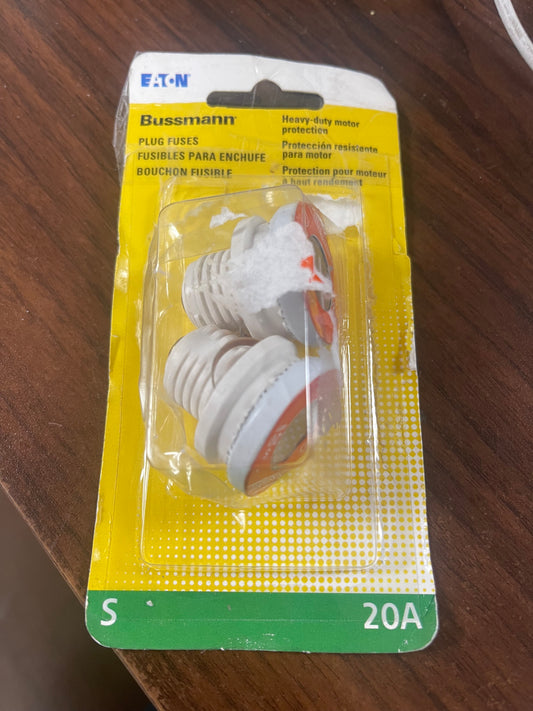 EATON
Bussmann
PLUG FUSES
FUSIBLES PARA ENCHUFE
BOUCHON FUSIBLE
Heavy-duty motor
protection
Protección resistente
para motor
Protection pour moteur
à haut rendement
S
20A